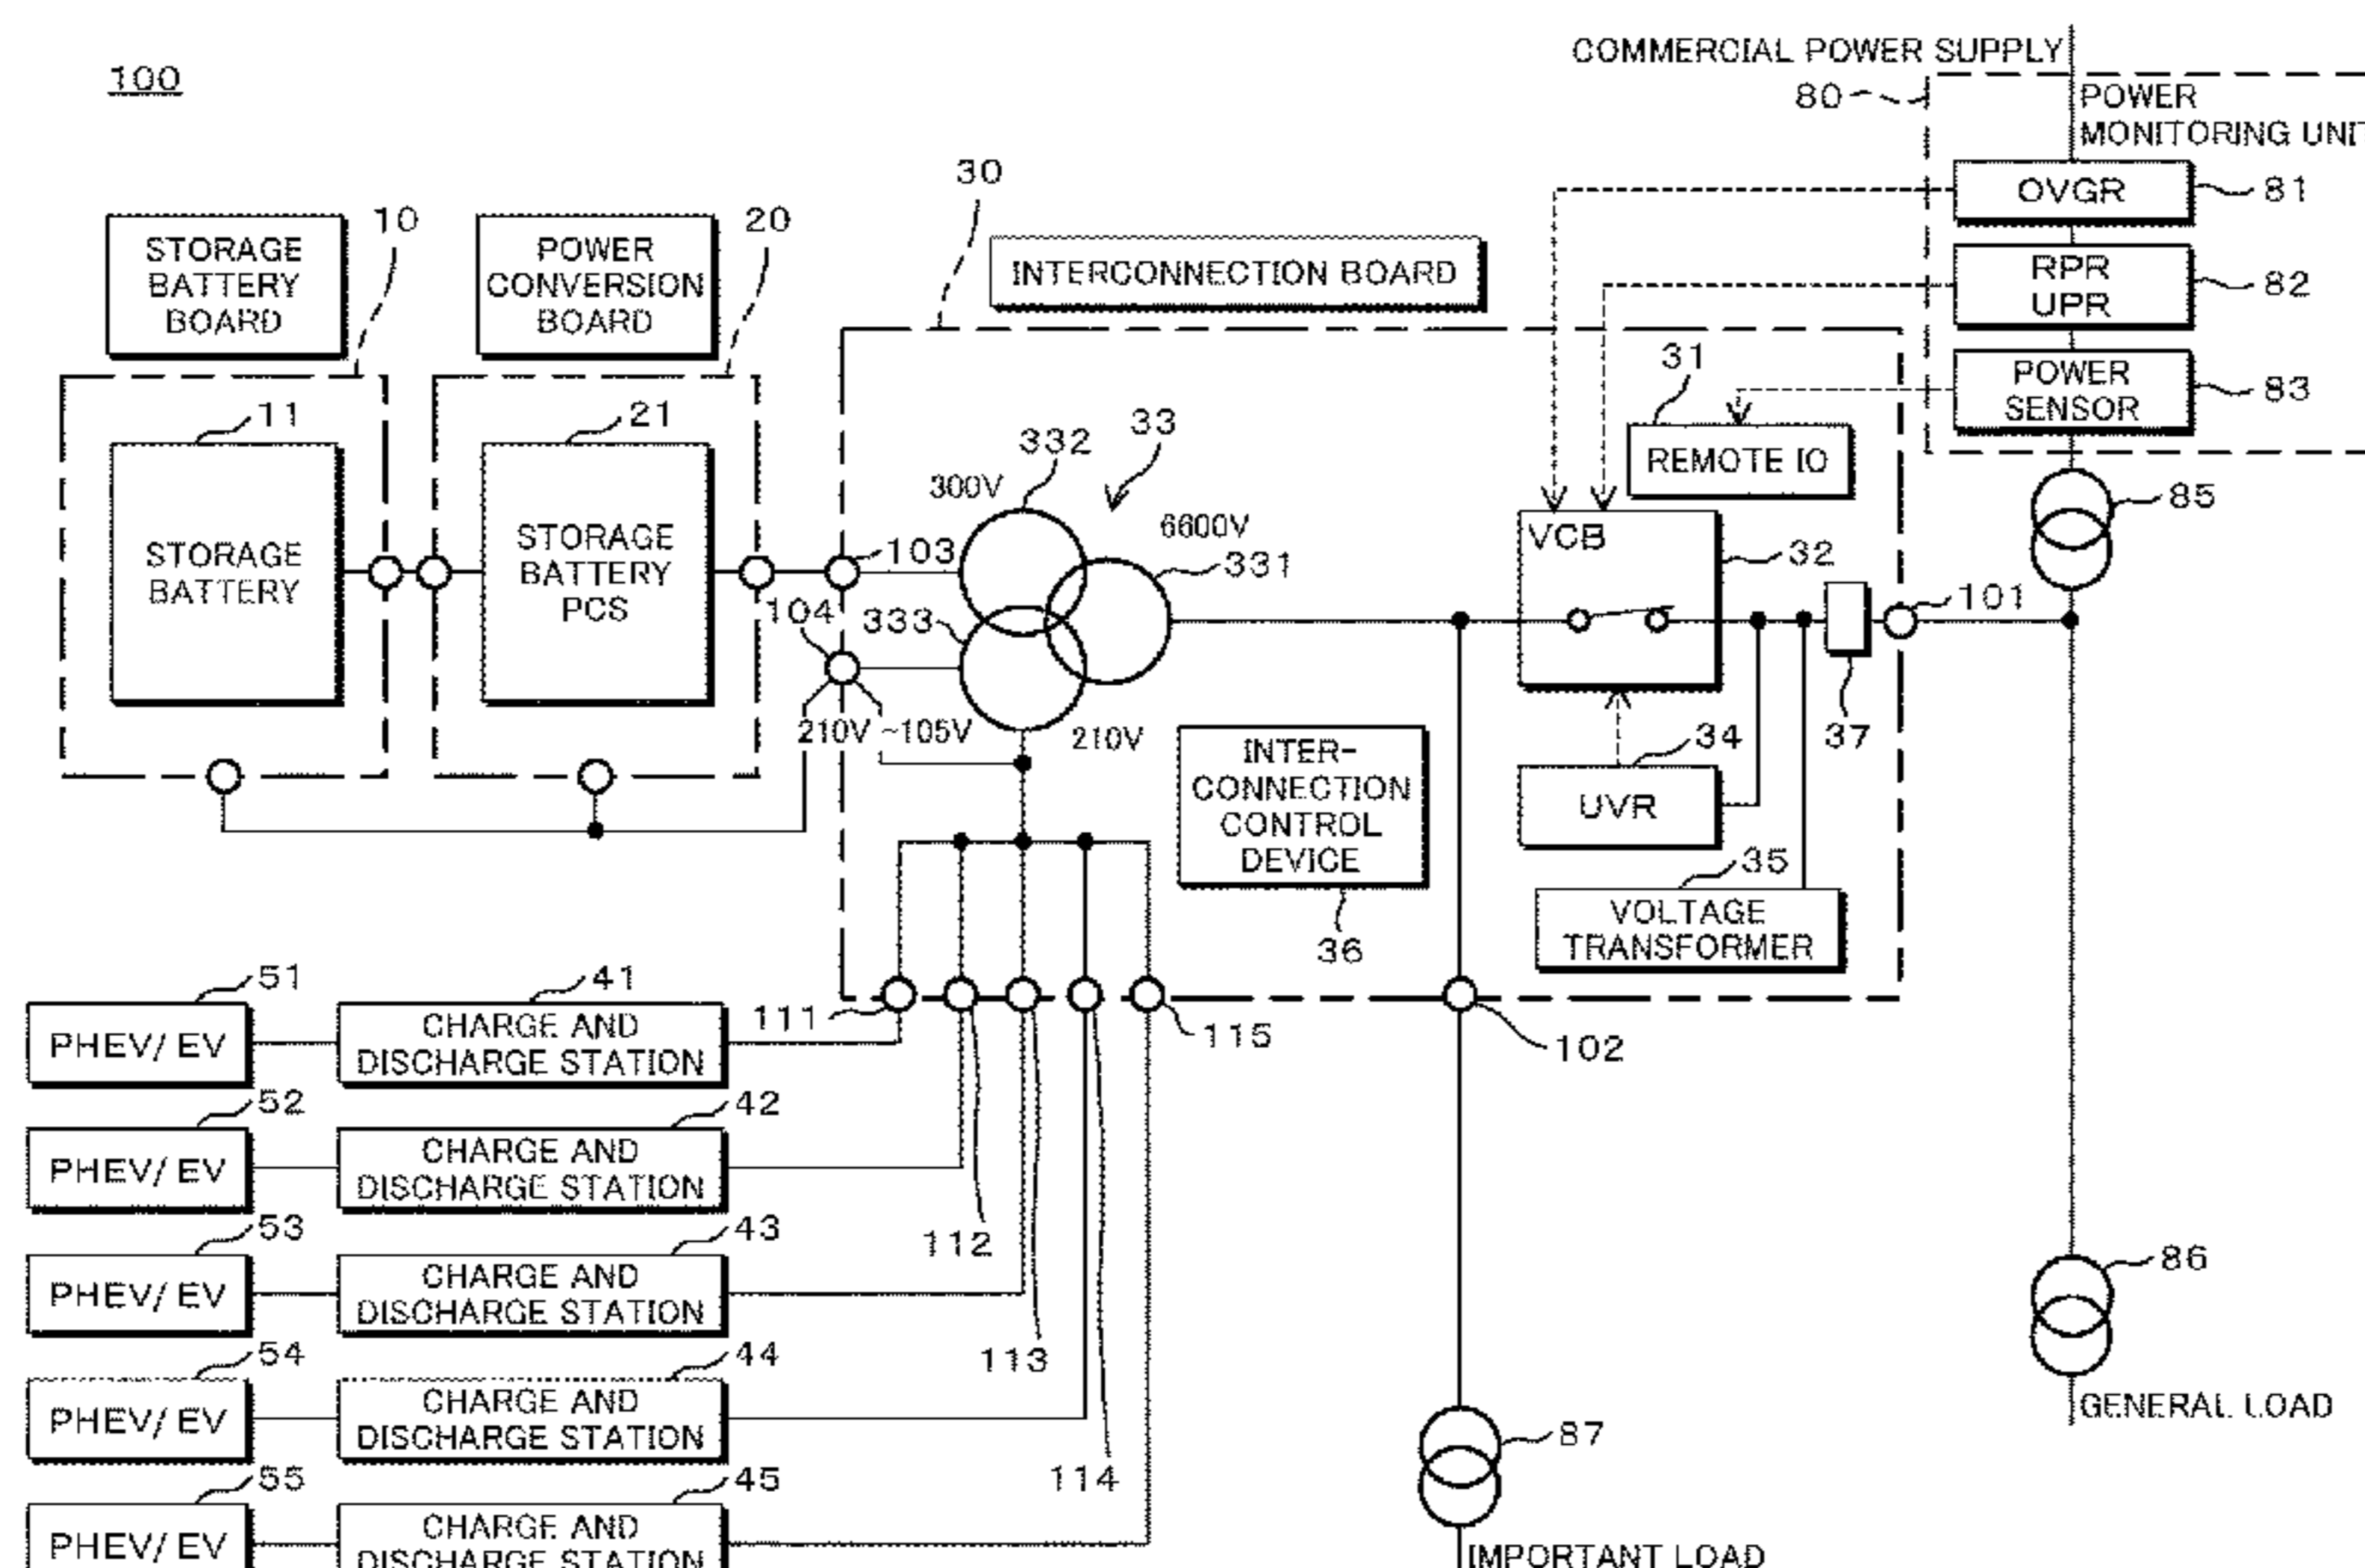 100
COMMERCIAL POWER SUPPLY
80
POWER
MONITORING UNIT
OVGR
81
RPR
UPR
82
POWER
SENSOR
83
30
INTERCONNECTION BOARD
STORAGE
BATTERY
BOARD
10
POWER
CONVERSION
BOARD
20
11
STORAGE
BATTERY
21
STORAGE
BATTERY
PCS
103
104
300V
332
33
6600V
331
333
210V
~105V
210V
31
REMOTE IO
VCB
32
101
37
34
UVR
35
VOLTAGE
TRANSFORMER
INTER-
CONNECTION
CONTROL
DEVICE
36
85
51
PHEV/ EV
41
CHARGE AND
DISCHARGE STATION
111
115
102
52
PHEV/ EV
42
CHARGE AND
DISCHARGE STATION
112
53
PHEV/ EV
43
CHARGE AND
DISCHARGE STATION
113
54
PHEV/ EV
44
CHARGE AND
DISCHARGE STATION
114
55
PHEV/ EV
45
CHARGE AND
DISCHARGE STATION
86
GENERAL LOAD
87
IMPORTANT LOAD